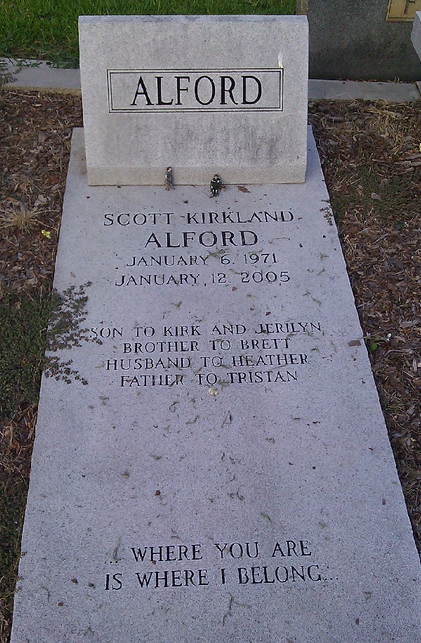 ALFORD
SCOTT KIRKLAND
ALFORD
JANUARY 6, 1971
JANUARY 12, 2005
SON TO KIRK AND JERILYN
BROTHER TO BRETT
HUSBAND TO HEATHER
FATHER TO TRISTAN
... WHERE YOU ARE
IS WHERE I BELONG...